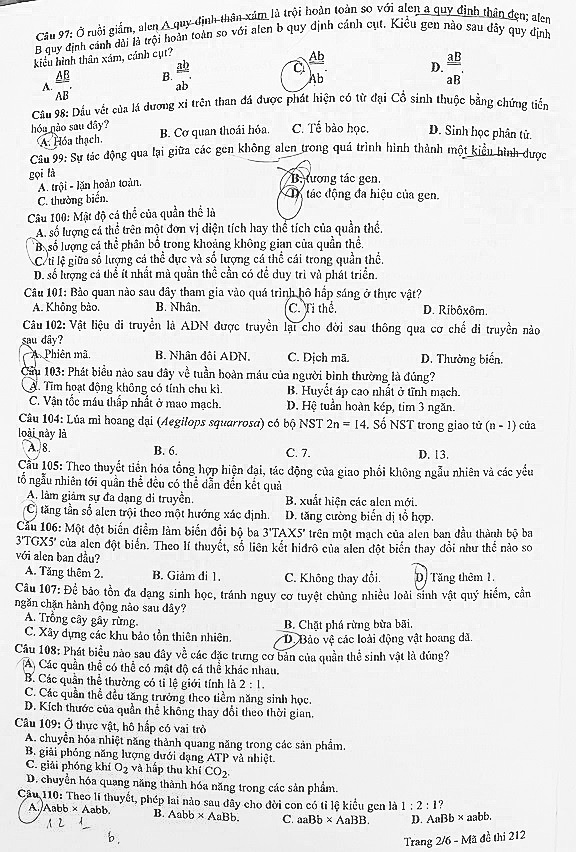 Câu 97: Ở ruồi giấm, alen A quy định thân xám là trội hoàn toàn so với alen a quy định thân đen; alen
B quy định cánh dài là trội hoàn toàn so với alen b quy định cánh cụt. Kiểu gen nào sau đây quy định
kiểu hình thân xám, cánh cụt?
A. AB/AB. B. ab/ab. C. Ab/Ab. D. aB/aB.
Câu 98: Dấu vết của lá dương xỉ trên than đá được phát hiện có từ đại Cổ sinh thuộc bằng chứng tiến
hóa nào sau đây?
A. Hóa thạch. B. Cơ quan thoái hóa. C. Tế bào học. D. Sinh học phân tử.
Câu 99: Sự tác động qua lại giữa các gen không alen trong quá trình hình thành một kiểu hình được
gọi là
A. trội - lặn hoàn toàn. B. tương tác gen.
C. thường biến. D. tác động đa hiệu của gen.
Câu 100: Mật độ cá thể của quần thể là
A. số lượng cá thể trên một đơn vị diện tích hay thể tích của quần thể.
B. số lượng cá thể phân bố trong khoảng không gian của quần thể.
C. tỉ lệ giữa số lượng cá thể đực và số lượng cá thể cái trong quần thể.
D. số lượng cá thể ít nhất mà quần thể cần có để duy trì và phát triển.
Câu 101: Bào quan nào sau đây tham gia vào quá trình hô hấp sáng ở thực vật?
A. Không bào. B. Nhân. C. Ti thể. D. Ribôxôm.
Câu 102: Vật liệu di truyền là ADN được truyền lại cho đời sau thông qua cơ chế di truyền nào
sau đây?
A. Phiên mã. B. Nhân đôi ADN. C. Dịch mã. D. Thường biến.
Câu 103: Phát biểu nào sau đây về tuần hoàn máu của người bình thường là đúng?
A. Tim hoạt động không có tính chu kì. B. Huyết áp cao nhất ở tĩnh mạch.
C. Vận tốc máu thấp nhất ở mao mạch. D. Hệ tuần hoàn kép, tim 3 ngăn.
Câu 104: Lúa mì hoang dại (Aegilops squarrosa) có bộ NST 2n = 14. Số NST trong giao tử (n - 1) của
loài này là
A. 8. B. 6. C. 7. D. 13.
Câu 105: Theo thuyết tiến hóa tổng hợp hiện đại, tác động của giao phối không ngẫu nhiên và các yếu
tố ngẫu nhiên tới quần thể đều có thể dẫn đến kết quả
A. làm giảm sự đa dạng di truyền. B. xuất hiện các alen mới.
C. tăng tần số alen trội theo một hướng xác định. D. tăng cường biến dị tổ hợp.
Câu 106: Một đột biến điểm làm biến đổi bộ ba 3'TAX5' trên một mạch của alen ban đầu thành bộ ba
3'TGX5' của alen đột biến. Theo lí thuyết, số liên kết hiđrô của alen đột biến thay đổi như thế nào so
với alen ban đầu?
A. Tăng thêm 2. B. Giảm đi 1. C. Không thay đổi. D. Tăng thêm 1.
Câu 107: Để bảo tồn đa dạng sinh học, tránh nguy cơ tuyệt chủng nhiều loài sinh vật quý hiếm, cần
ngăn chặn hành động nào sau đây?
A. Trồng cây gây rừng. B. Chặt phá rừng bừa bãi.
C. Xây dựng các khu bảo tồn thiên nhiên. D. Bảo vệ các loài động vật hoang dã.
Câu 108: Phát biểu nào sau đây về các đặc trưng cơ bản của quần thể sinh vật là đúng?
A. Các quần thể có thể có mật độ cá thể khác nhau.
B. Các quần thể thường có tỉ lệ giới tính là 2 : 1.
C. Các quần thể đều tăng trưởng theo tiềm năng sinh học.
D. Kích thước của quần thể không thay đổi theo thời gian.
Câu 109: Ở thực vật, hô hấp có vai trò
A. chuyển hóa nhiệt năng thành quang năng trong các sản phẩm.
B. giải phóng năng lượng dưới dạng ATP và nhiệt.
C. giải phóng khí O₂ và hấp thu khí CO₂.
D. chuyển hóa quang năng thành hóa năng trong các sản phẩm.
Câu 110: Theo lí thuyết, phép lai nào sau đây cho đời con có tỉ lệ kiểu gen là 1 : 2 : 1?
A. Aabb × Aabb. B. Aabb × AaBb. C. aaBb × AaBB. D. AaBb × aabb.
1 2 1
b.
Trang 2/6 - Mã đề thi 212